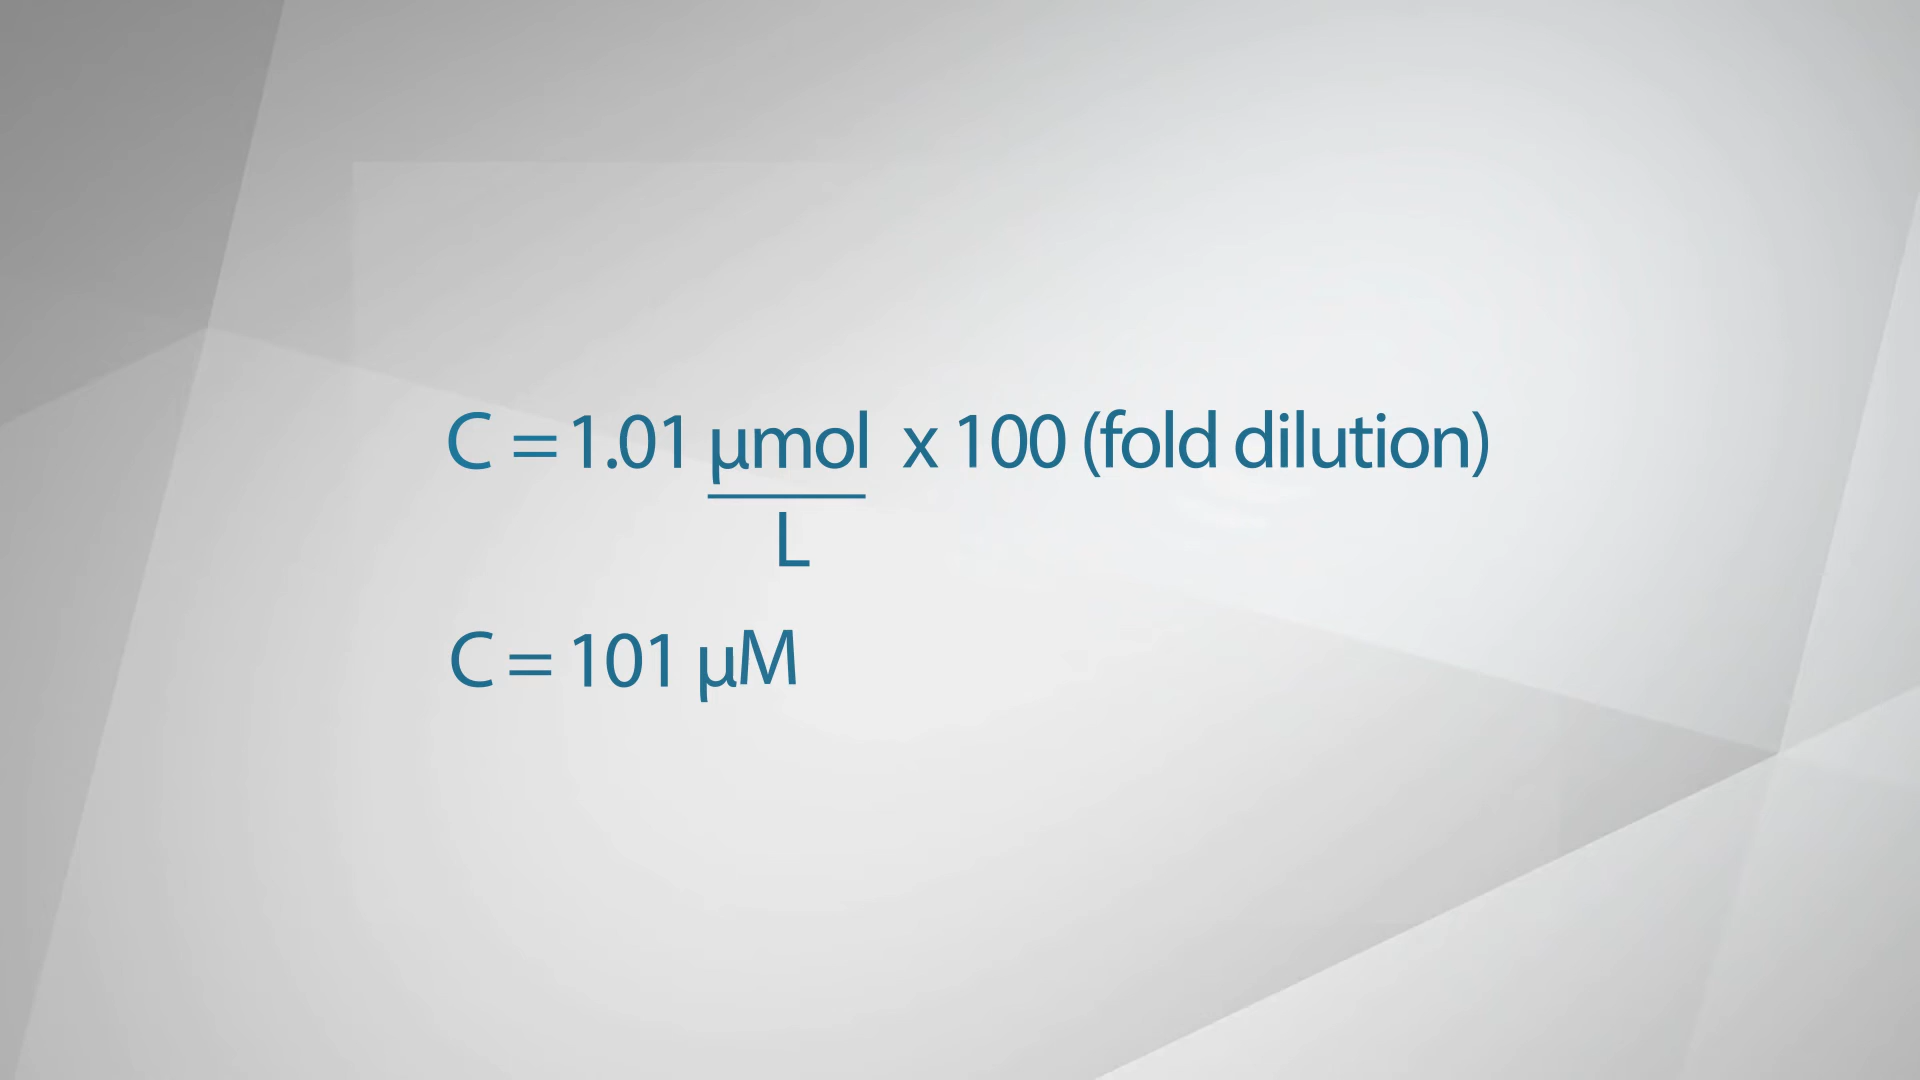 C = 1.01 µmol x 100 (fold dilution)
L
C = 101 µM